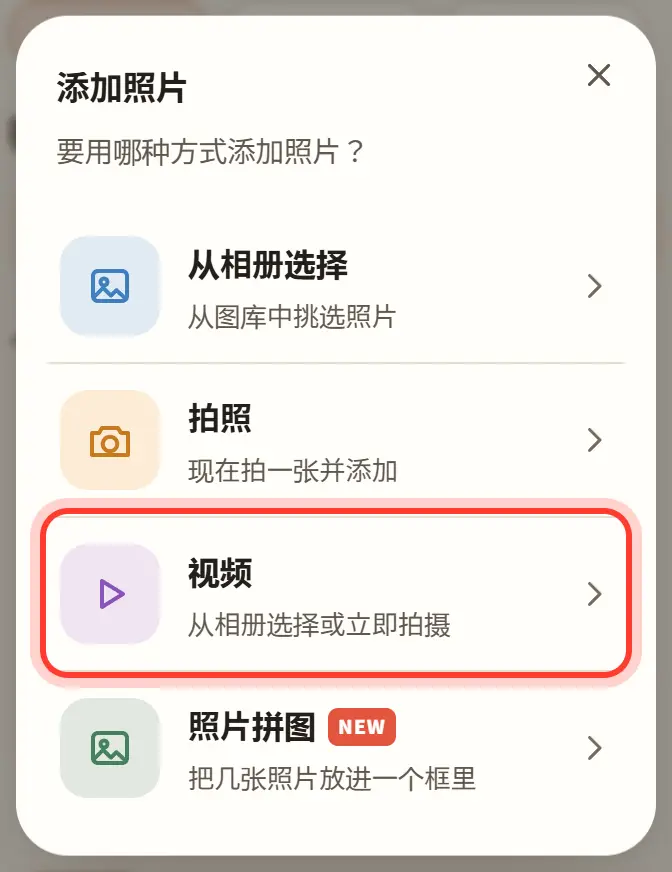 添加照片
要用哪种方式添加照片？
从相册选择
从图库中挑选照片
拍照
现在拍一张并添加
视频
从相册选择或立即拍摄
照片拼图 NEW
把几张照片放进一个框里